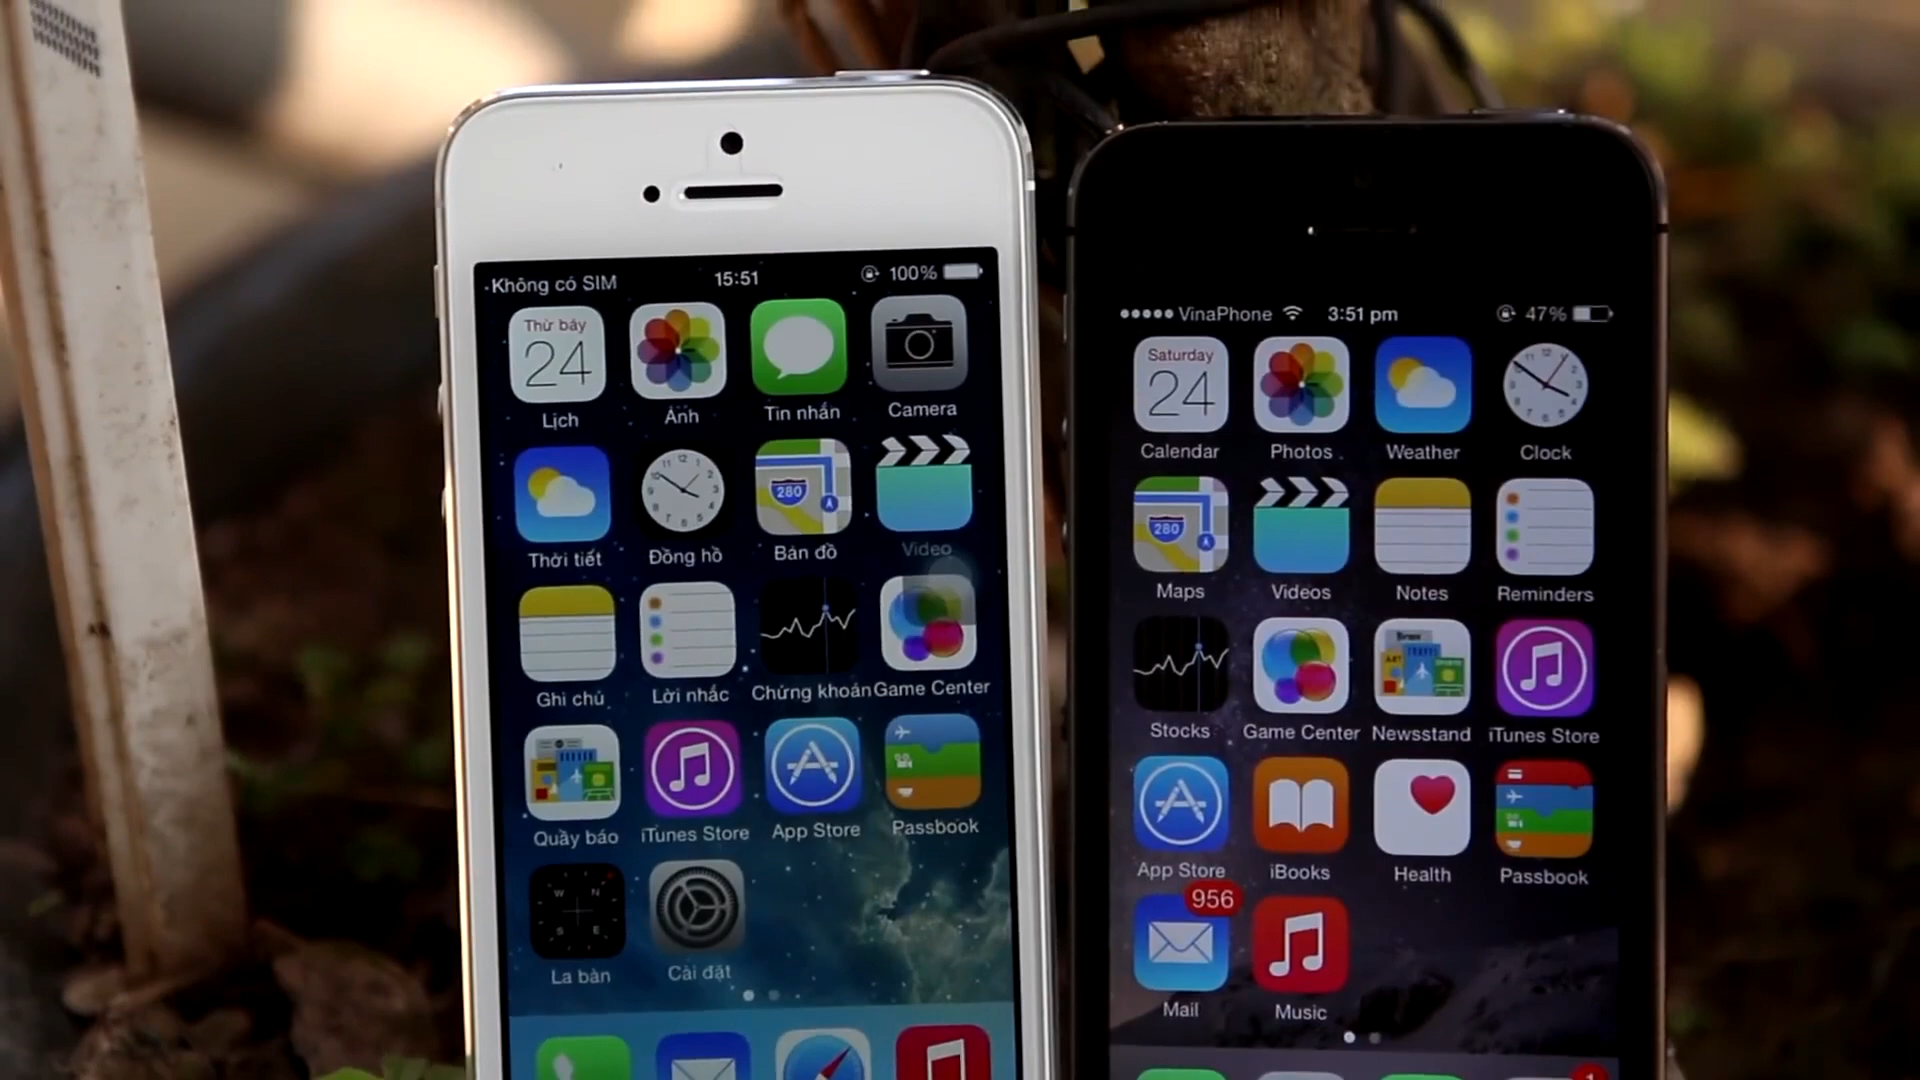 Không có SIM 15:51 100%
Thứ bảy
24
Lịch Ảnh Tin nhắn Camera
280
Thời tiết Đồng hồ Bản đồ Video
Ghi chú Lời nhắc Chứng khoán Game Center
Quầy báo iTunes Store App Store Passbook
W N
S E
La bàn Cài đặt
VinaPhone 3:51 pm 47%
Saturday
24
Calendar Photos Weather Clock
280
Maps Videos Notes Reminders
Stocks Game Center Newsstand iTunes Store
App Store iBooks Health Passbook
956
Mail Music
1